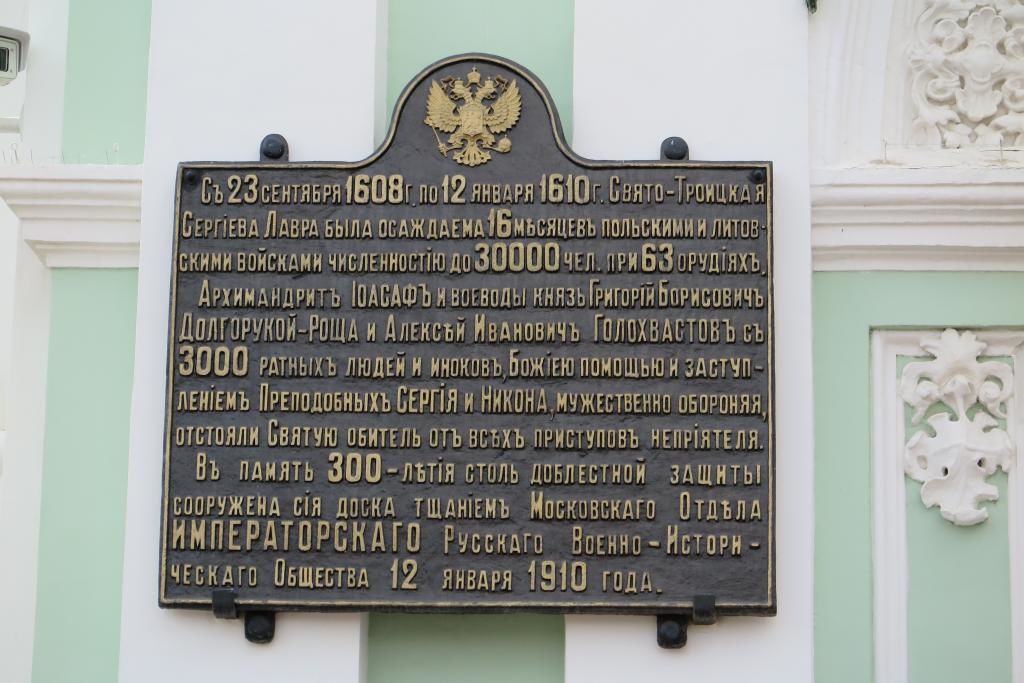 Съ 23 сентября 1608 г. по 12 января 1610 г. Свято-Троицкая
Сергіева Лавра была осаждаема 16 мѣсяцевъ польскими и литов-
скими войсками численностію до 30000 чел. при 63 орудіяхъ.
Архимандритъ Іоасафъ и воеводы князь Григорій Борисовичъ
Долгорукой-Роща и Алексѣй Ивановичъ Голохвастовъ съ
3000 ратныхъ людей и иноковъ, Божіею помощью и заступ-
леніемъ Преподобныхъ Сергія и Никона, мужественно обороняя,
отстояли Святую обитель отъ всѣхъ приступовъ непріятеля.
Въ память 300-лѣтія столь доблестной защиты
сооружена сія доска тщаніемъ Московскаго Отдѣла
ИМПЕРАТОРСКАГО Русскаго Военно-Истори-
ческаго Общества 12 января 1910 года.